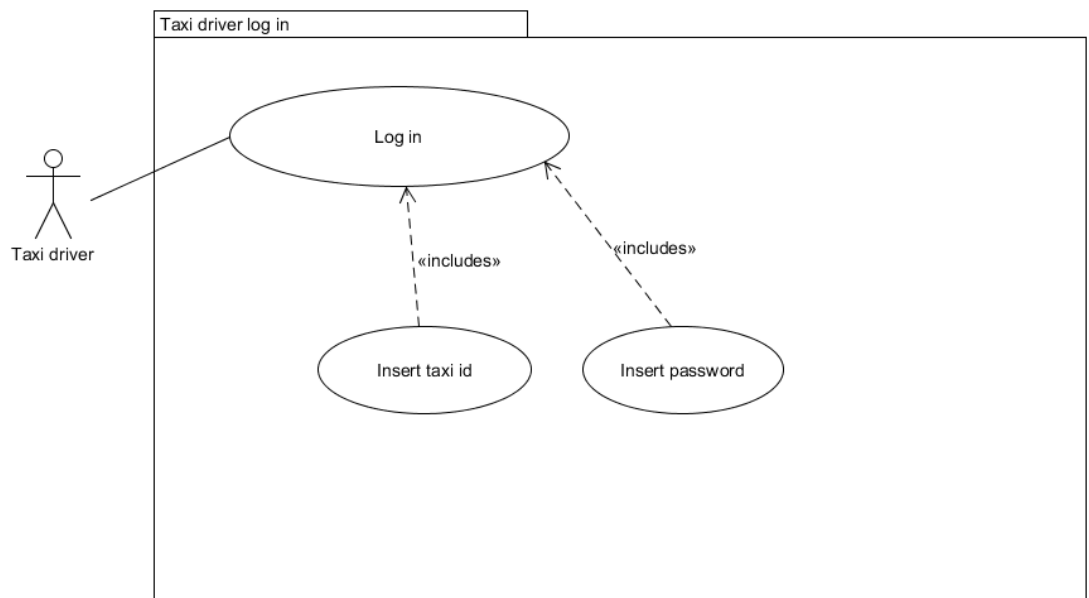 Taxi driver log in
Log in
Taxi driver
«includes»
«includes»
Insert taxi id
Insert password